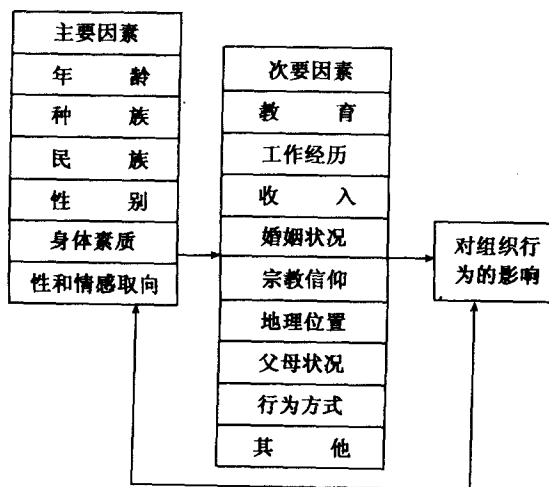 主要因素
年龄
种族
民族
性别
身体素质
性和情感取向
次要因素
教育
工作经历
收入
婚姻状况
宗教信仰
地理位置
父母状况
行为方式
其他
对组织行
为的影响